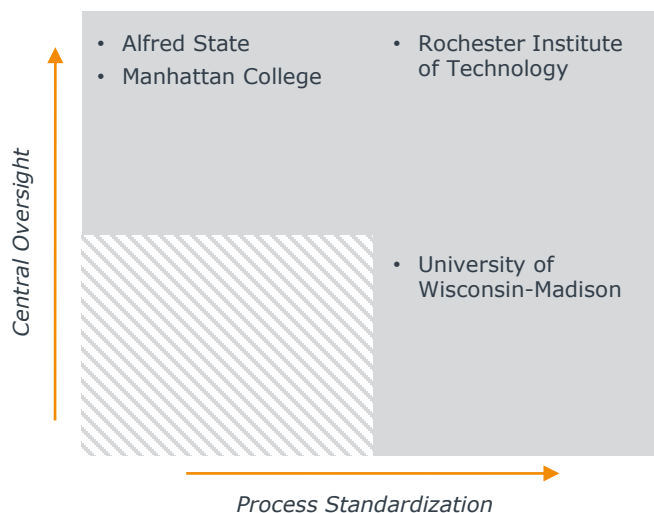 • Alfred State
• Manhattan College
• Rochester Institute
of Technology
Central Oversight
• University of
Wisconsin-Madison
Process Standardization